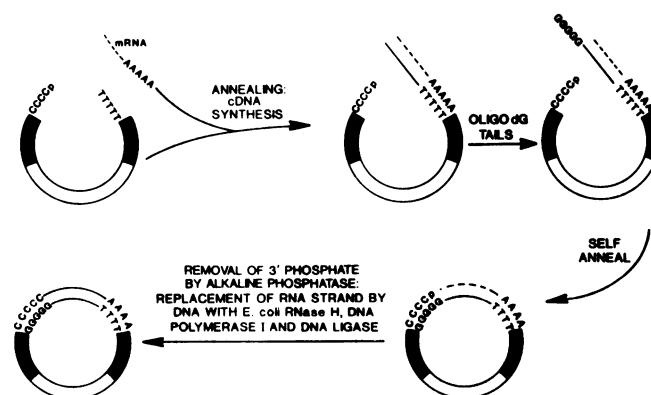 mRNA
AAAAA
CCCCp
TTTTT
ANNEALING:
cDNA
SYNTHESIS
CCCCp
AAAAA
TTTTT
OLIGO dG
TAILS
GGGGG
CCCCp
AAAAA
TTTTT
SELF
ANNEAL
REMOVAL OF 3' PHOSPHATE
BY ALKALINE PHOSPHATASE:
REPLACEMENT OF RNA STRAND BY
DNA WITH E. coli RNase H, DNA
POLYMERASE I AND DNA LIGASE
CCCCp
GGGGG
AAAA
TTTT
CCCCC
GGGGG
AAAA
TTTT